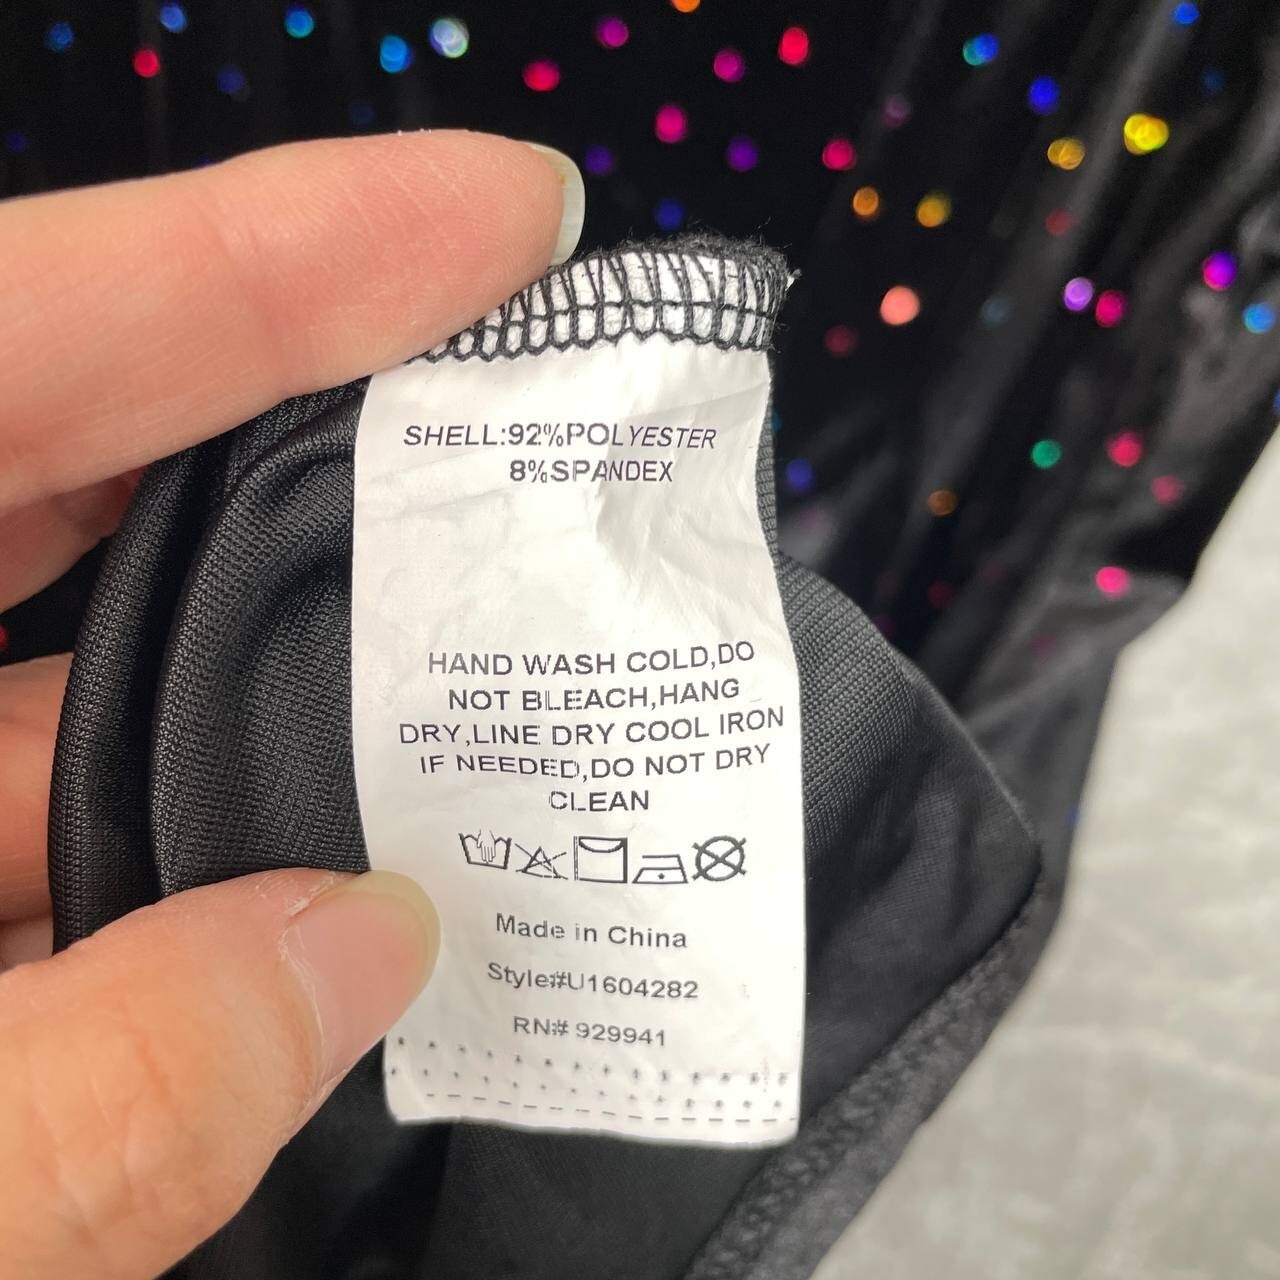 SHELL:92%POLYESTER
8%SPANDEX
HAND WASH COLD,DO
NOT BLEACH,HANG
DRY,LINE DRY COOL IRON
IF NEEDED,DO NOT DRY
CLEAN
Made in China
Style#U1604282
RN# 929941